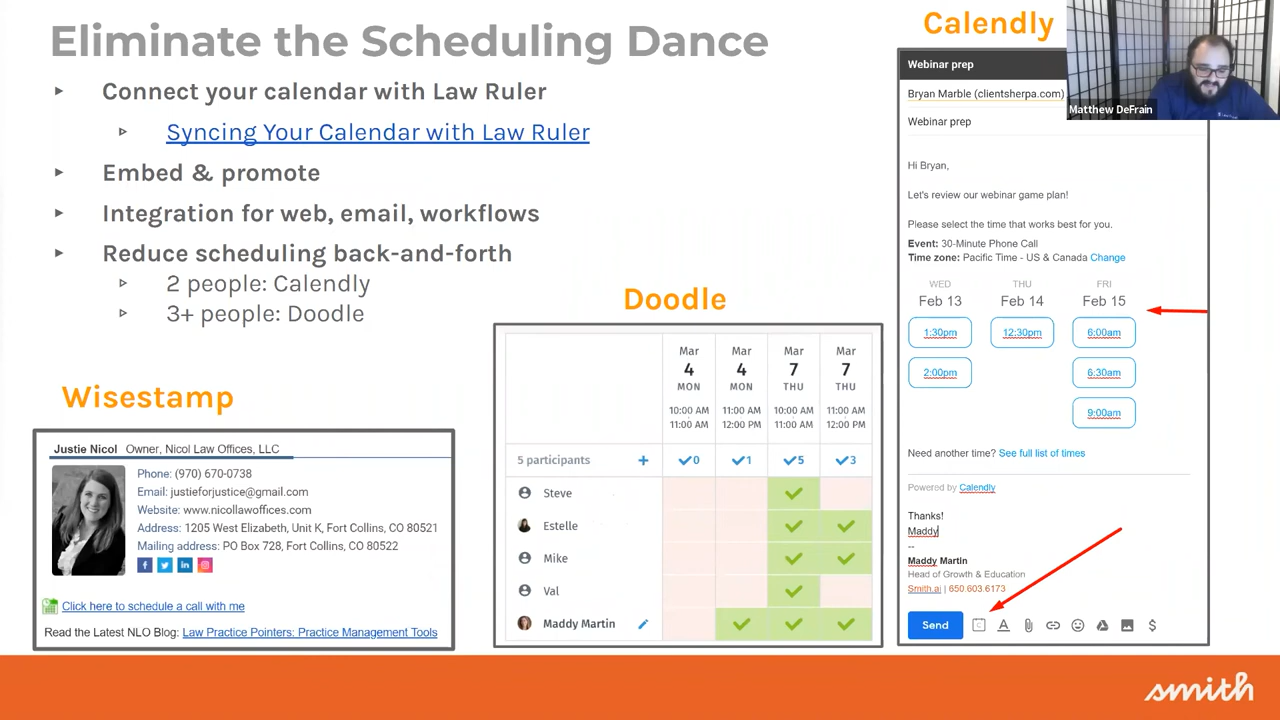 Eliminate the Scheduling Dance
Connect your calendar with Law Ruler
Syncing Your Calendar with Law Ruler
Embed & promote
Integration for web, email, workflows
Reduce scheduling back-and-forth
2 people: Calendly
3+ people: Doodle
Wisestamp
Justie Nicol Owner, Nicol Law Offices, LLC
Phone: (970) 670-0738
Email: justieforjustice@gmail.com
Website: www.nicollawoffices.com
Address: 1205 West Elizabeth, Unit K, Fort Collins, CO 80521
Mailing address: PO Box 728, Fort Collins, CO 80522
Click here to schedule a call with me
Read the Latest NLO Blog: Law Practice Pointers: Practice Management Tools
Doodle
Mar Mar Mar Mar
4 4 7 7
MON MON THU THU
10:00 AM 11:00 AM 10:00 AM 11:00 AM
11:00 AM 12:00 PM 11:00 AM 12:00 PM
5 participants + ✓0 ✓1 ✓5 ✓3
Steve
Estelle
Mike
Val
Maddy Martin
Calendly
Webinar prep
Bryan Marble (clientsherpa.com)
Webinar prep
Hi Bryan,
Let's review our webinar game plan!
Please select the time that works best for you.
Event: 30-Minute Phone Call
Time zone: Pacific Time - US & Canada Change
WED THU FRI
Feb 13 Feb 14 Feb 15
1:30pm 12:30pm 6:00am
2:00pm 6:30am
9:00am
Need another time? See full list of times
Powered by Calendly
Thanks!
Maddy
--
Maddy Martin
Head of Growth & Education
Smith.ai | 650.603.6173
Send
Matthew DeFrain
smith